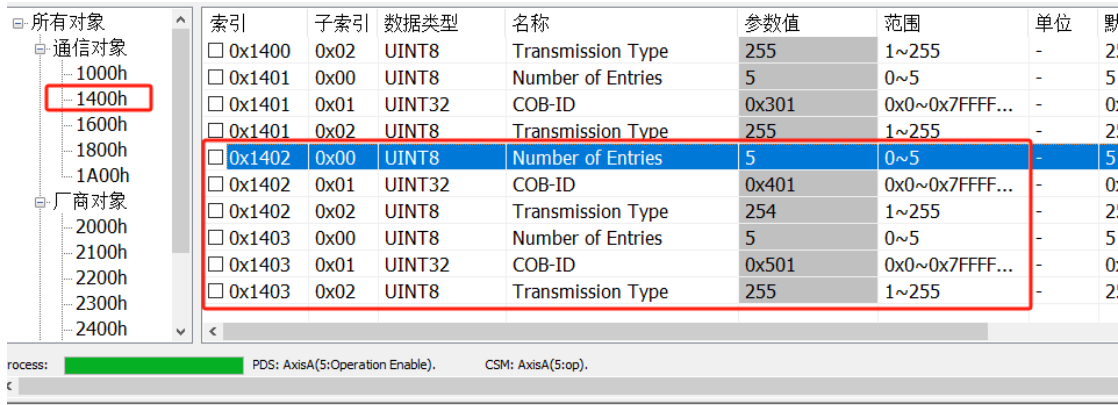 所有对象
通信对象
1000h
1400h
1600h
1800h
1A00h
厂商对象
2000h
2100h
2200h
2300h
2400h
索引 子索引 数据类型 名称 参数值 范围 单位
0x1400 0x02 UINT8 Transmission Type 255 1~255 - 2
0x1401 0x00 UINT8 Number of Entries 5 0~5 - 5
0x1401 0x01 UINT32 COB-ID 0x301 0x0~0x7FFFF... - 0
0x1401 0x02 UINT8 Transmission Type 255 1~255 - 2
0x1402 0x00 UINT8 Number of Entries 5 0~5 - 5
0x1402 0x01 UINT32 COB-ID 0x401 0x0~0x7FFFF... - 0
0x1402 0x02 UINT8 Transmission Type 254 1~255 - 2
0x1403 0x00 UINT8 Number of Entries 5 0~5 - 5
0x1403 0x01 UINT32 COB-ID 0x501 0x0~0x7FFFF... - 0
0x1403 0x02 UINT8 Transmission Type 255 1~255 - 2
rocess: PDS: AxisA(5:Operation Enable). CSM: AxisA(5:op).